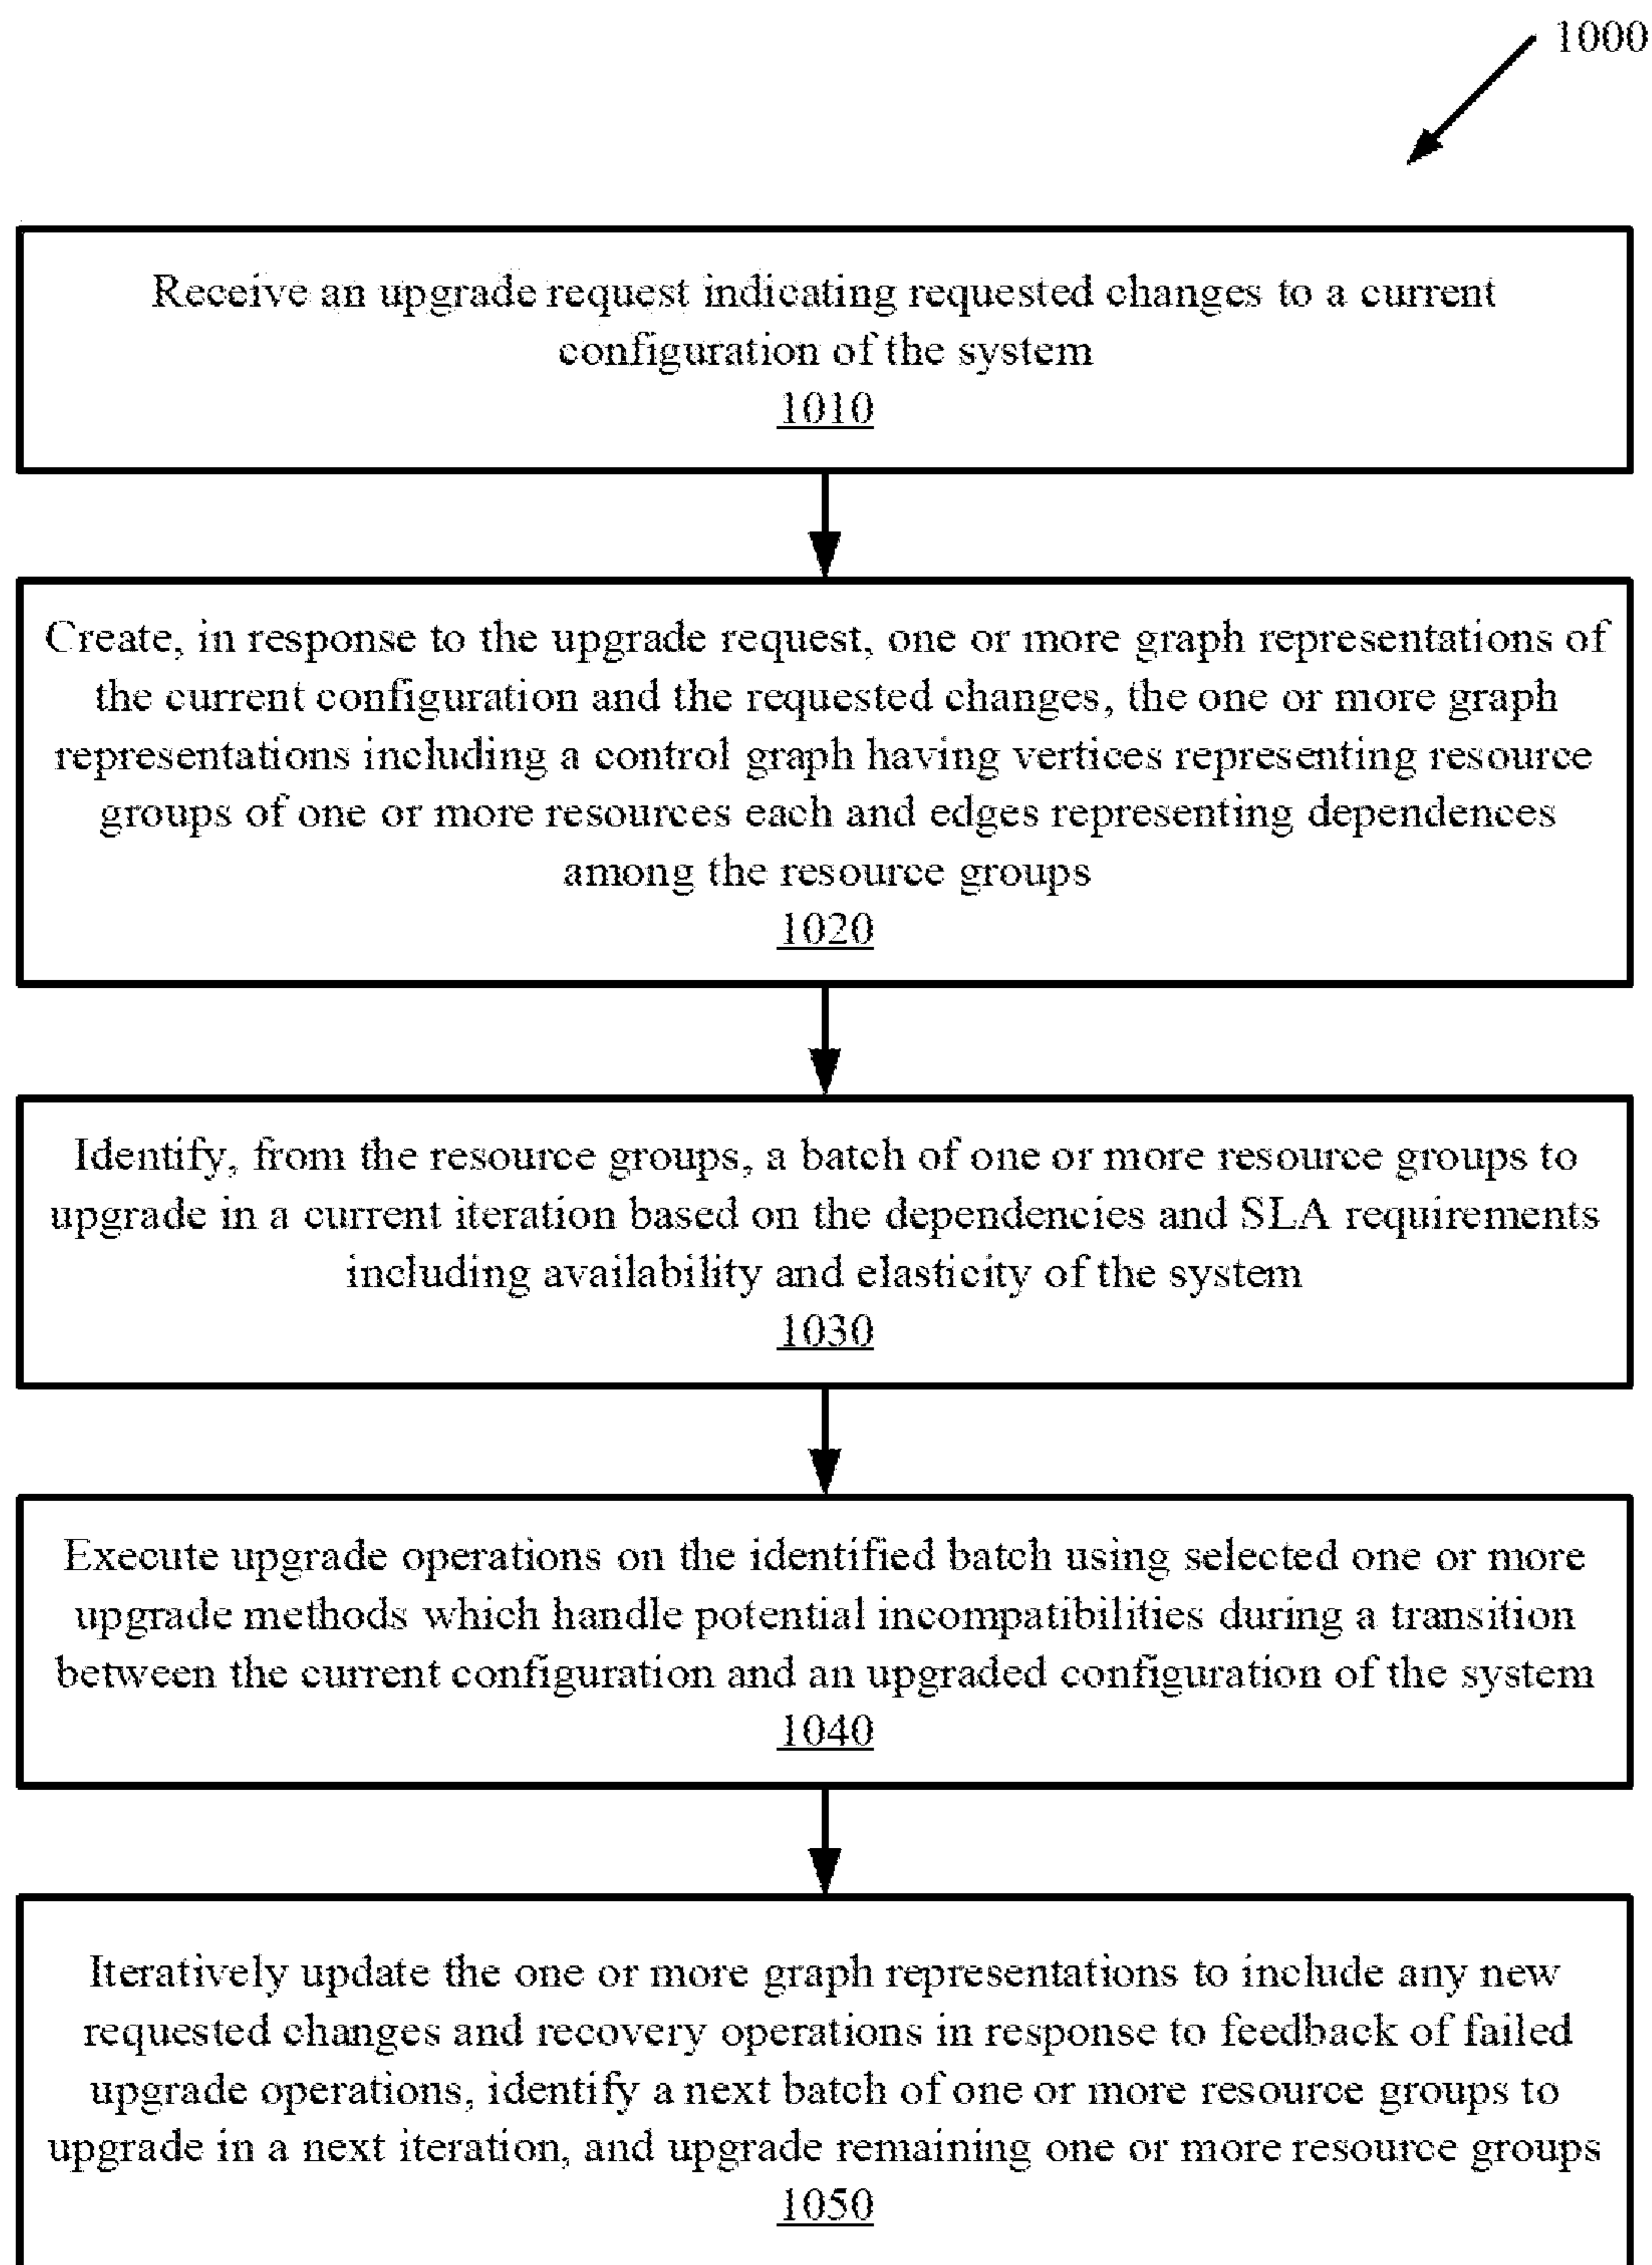 1000
Receive an upgrade request indicating requested changes to a current
configuration of the system
1010
Create, in response to the upgrade request, one or more graph representations of
the current configuration and the requested changes, the one or more graph
representations including a control graph having vertices representing resource
groups of one or more resources each and edges representing dependences
among the resource groups
1020
Identify, from the resource groups, a batch of one or more resource groups to
upgrade in a current iteration based on the dependencies and SLA requirements
including availability and elasticity of the system
1030
Execute upgrade operations on the identified batch using selected one or more
upgrade methods which handle potential incompatibilities during a transition
between the current configuration and an upgraded configuration of the system
1040
Iteratively update the one or more graph representations to include any new
requested changes and recovery operations in response to feedback of failed
upgrade operations, identify a next batch of one or more resource groups to
upgrade in a next iteration, and upgrade remaining one or more resource groups
1050